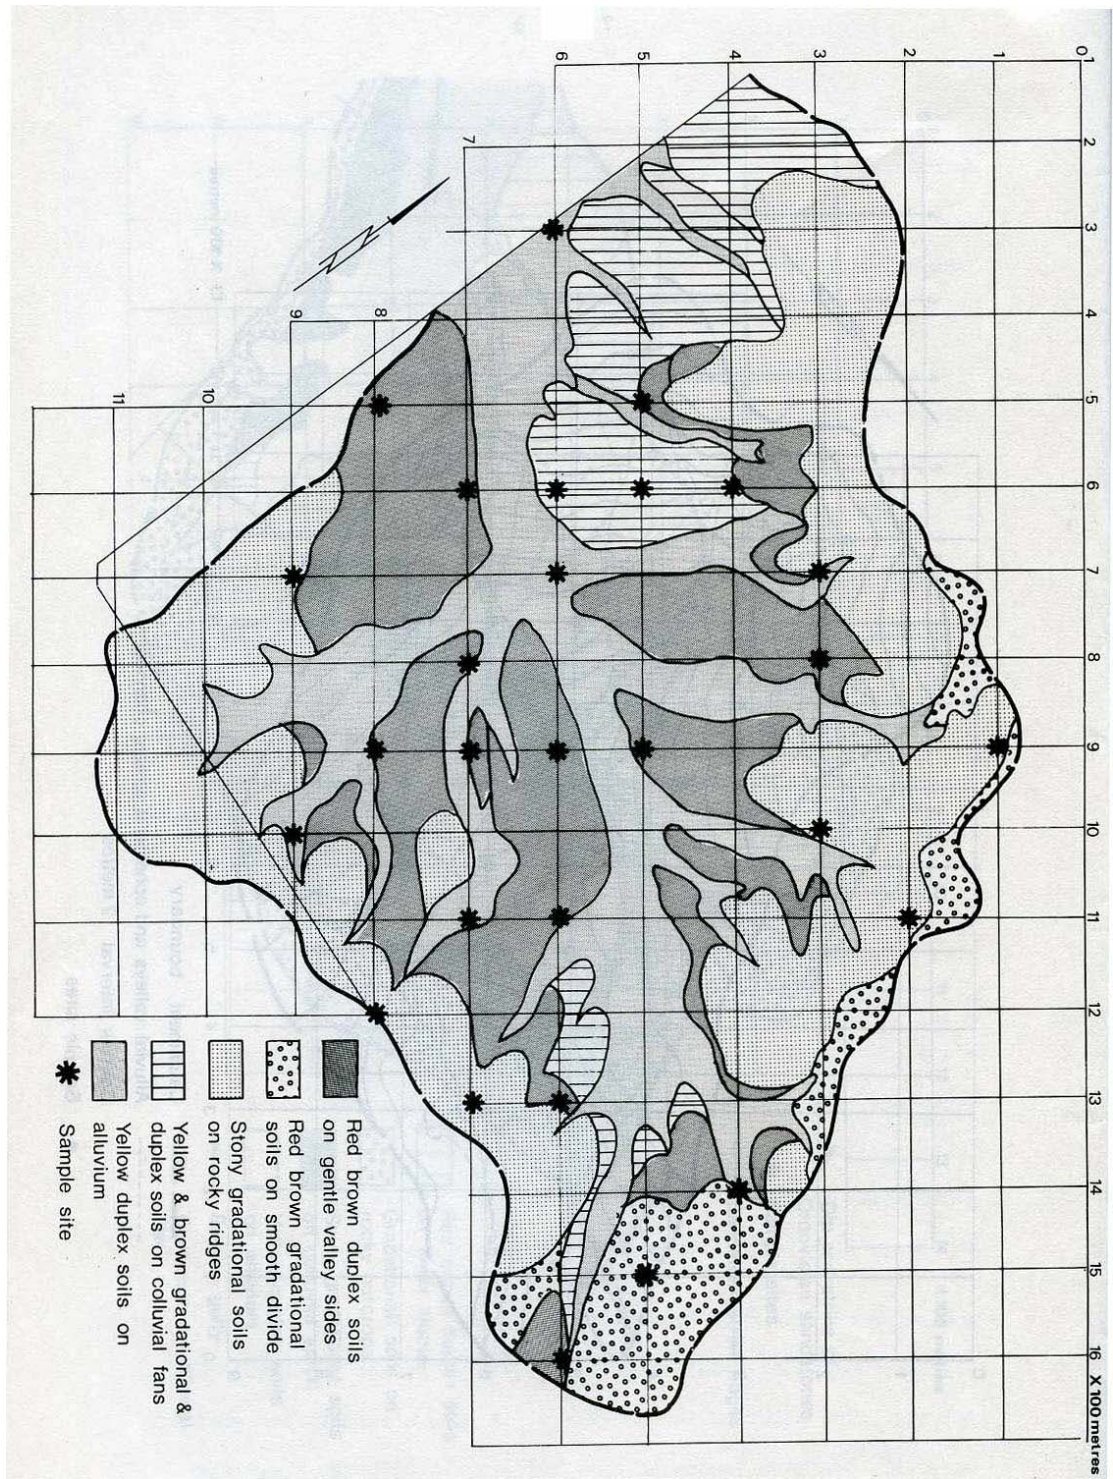 0
1
2
3
4
5
6
7
8
9
10
11
1
2
3
4
5
6
7
8
9
10
11
12
13
14
15
16
X100metres
N
Red brown duplex soils
on gentle valley sides
Red brown gradational
soils on smooth divide
Stony gradational soils
on rocky ridges
Yellow & brown gradational &
duplex soils on colluvial fans
Yellow duplex soils on
alluvium
Sample site